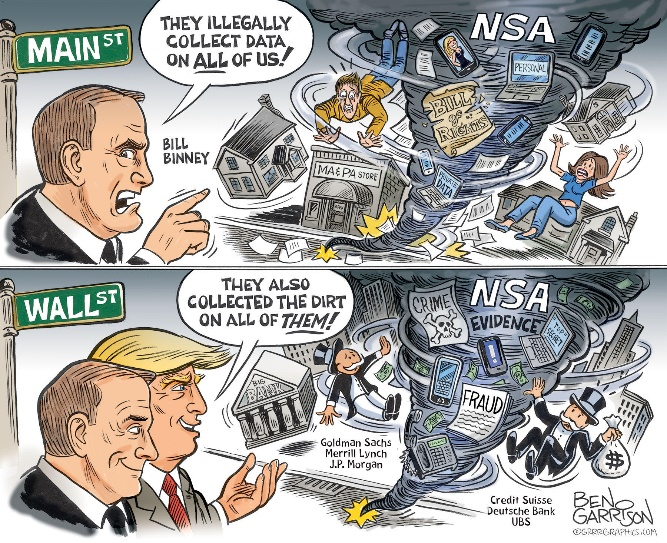 MAIN ST
THEY ILLEGALLY
COLLECT DATA
ON ALL OF US!
BILL
BINNEY
NSA
PERSONAL
BILL
OF
RIGHTS
MA & PA STORE
DATA
WALL ST
THEY ALSO
COLLECTED THE DIRT
ON ALL OF THEM!
NSA
CRIME
EVIDENCE
BIG
BANK
FRAUD
Goldman Sachs
Merrill Lynch
J.P. Morgan
$
Credit Suisse
Deutsche Bank
UBS
BEN
GARRISON
©GRRRGRAPHICS.COM